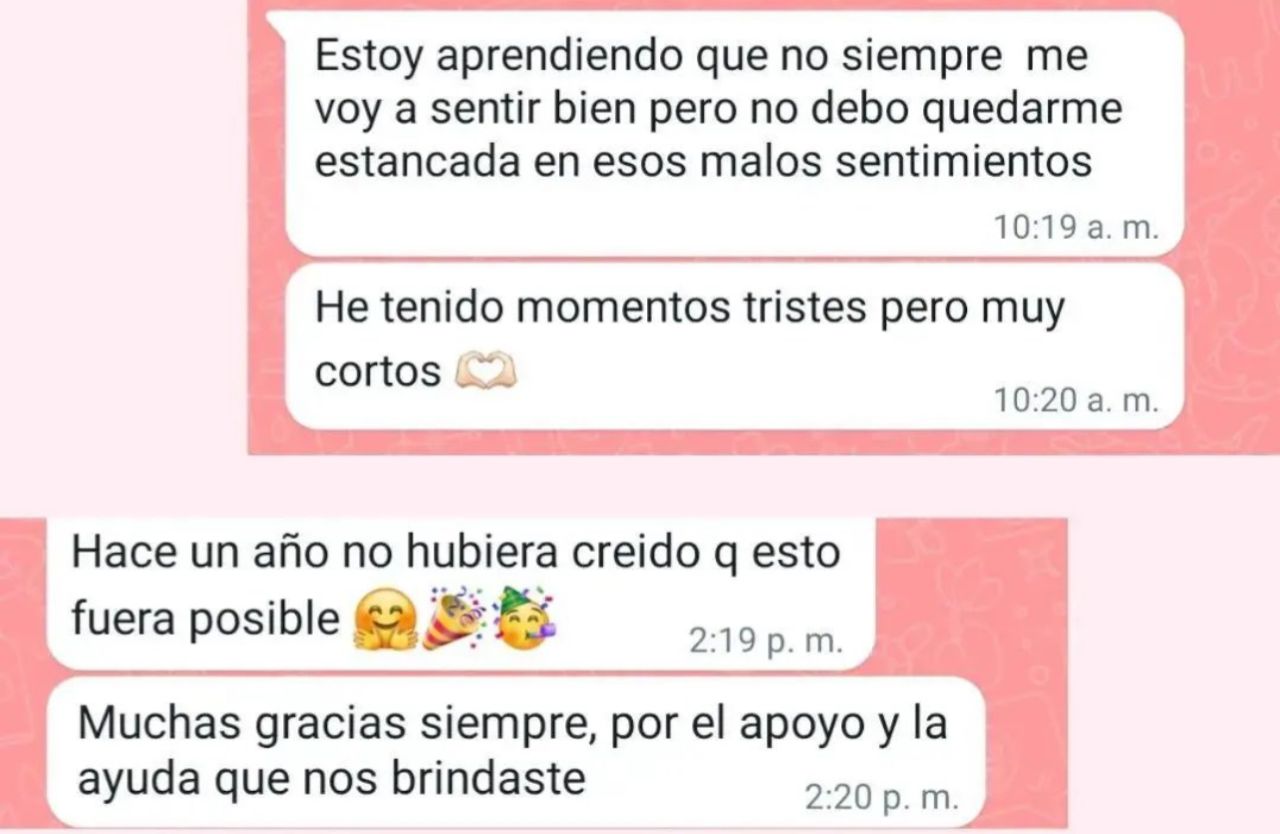 Estoy aprendiendo que no siempre me
voy a sentir bien pero no debo quedarme
estancada en esos malos sentimientos
10:19 a. m.
He tenido momentos tristes pero muy
cortos 🫶🏻
10:20 a. m.
Hace un año no hubiera creido q esto
fuera posible 🤗🎉🥳
2:19 p. m.
Muchas gracias siempre, por el apoyo y la
ayuda que nos brindaste
2:20 p. m.